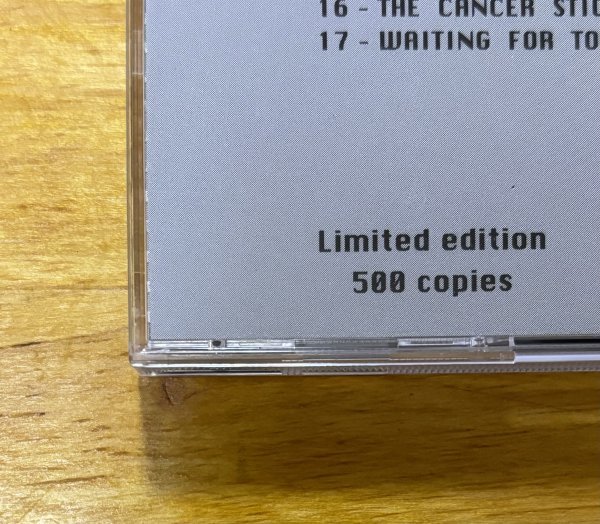 16 - THE CANCER
17 - WAITING FOR
Limited edition
500 copies